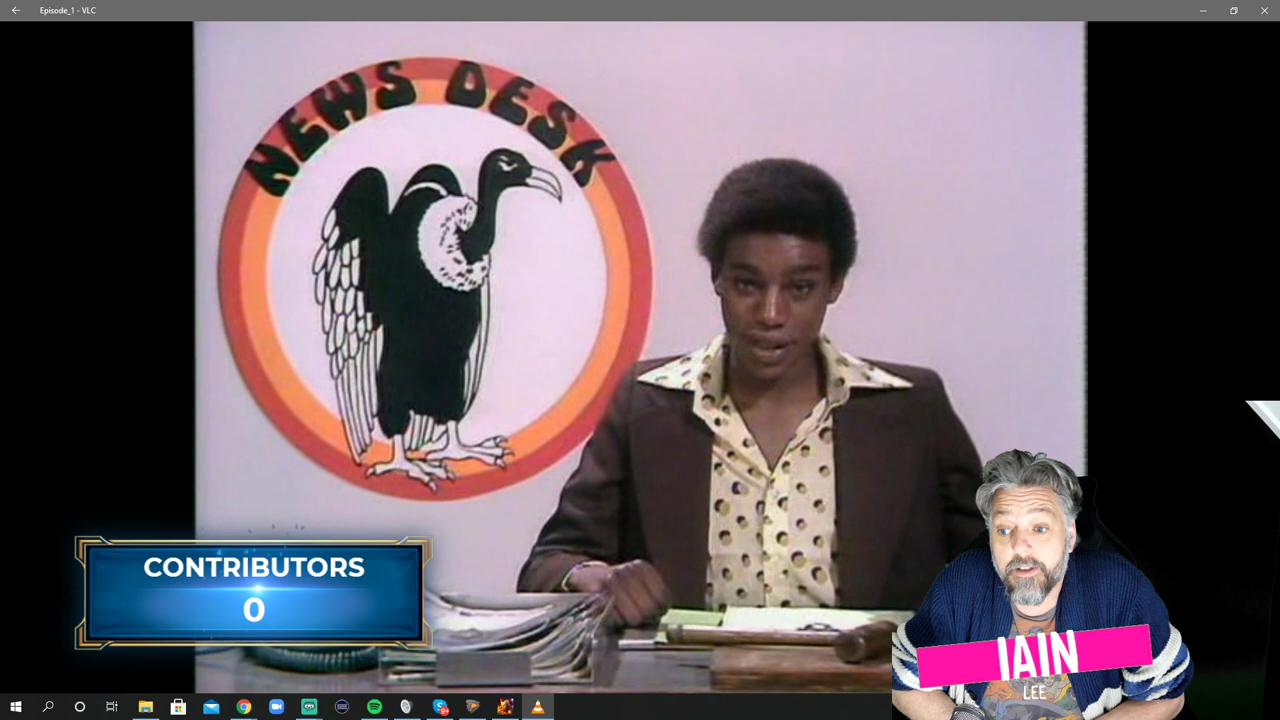 Episode_1 - VLC
NEWS DESK
CONTRIBUTORS
0
IAIN
LEE